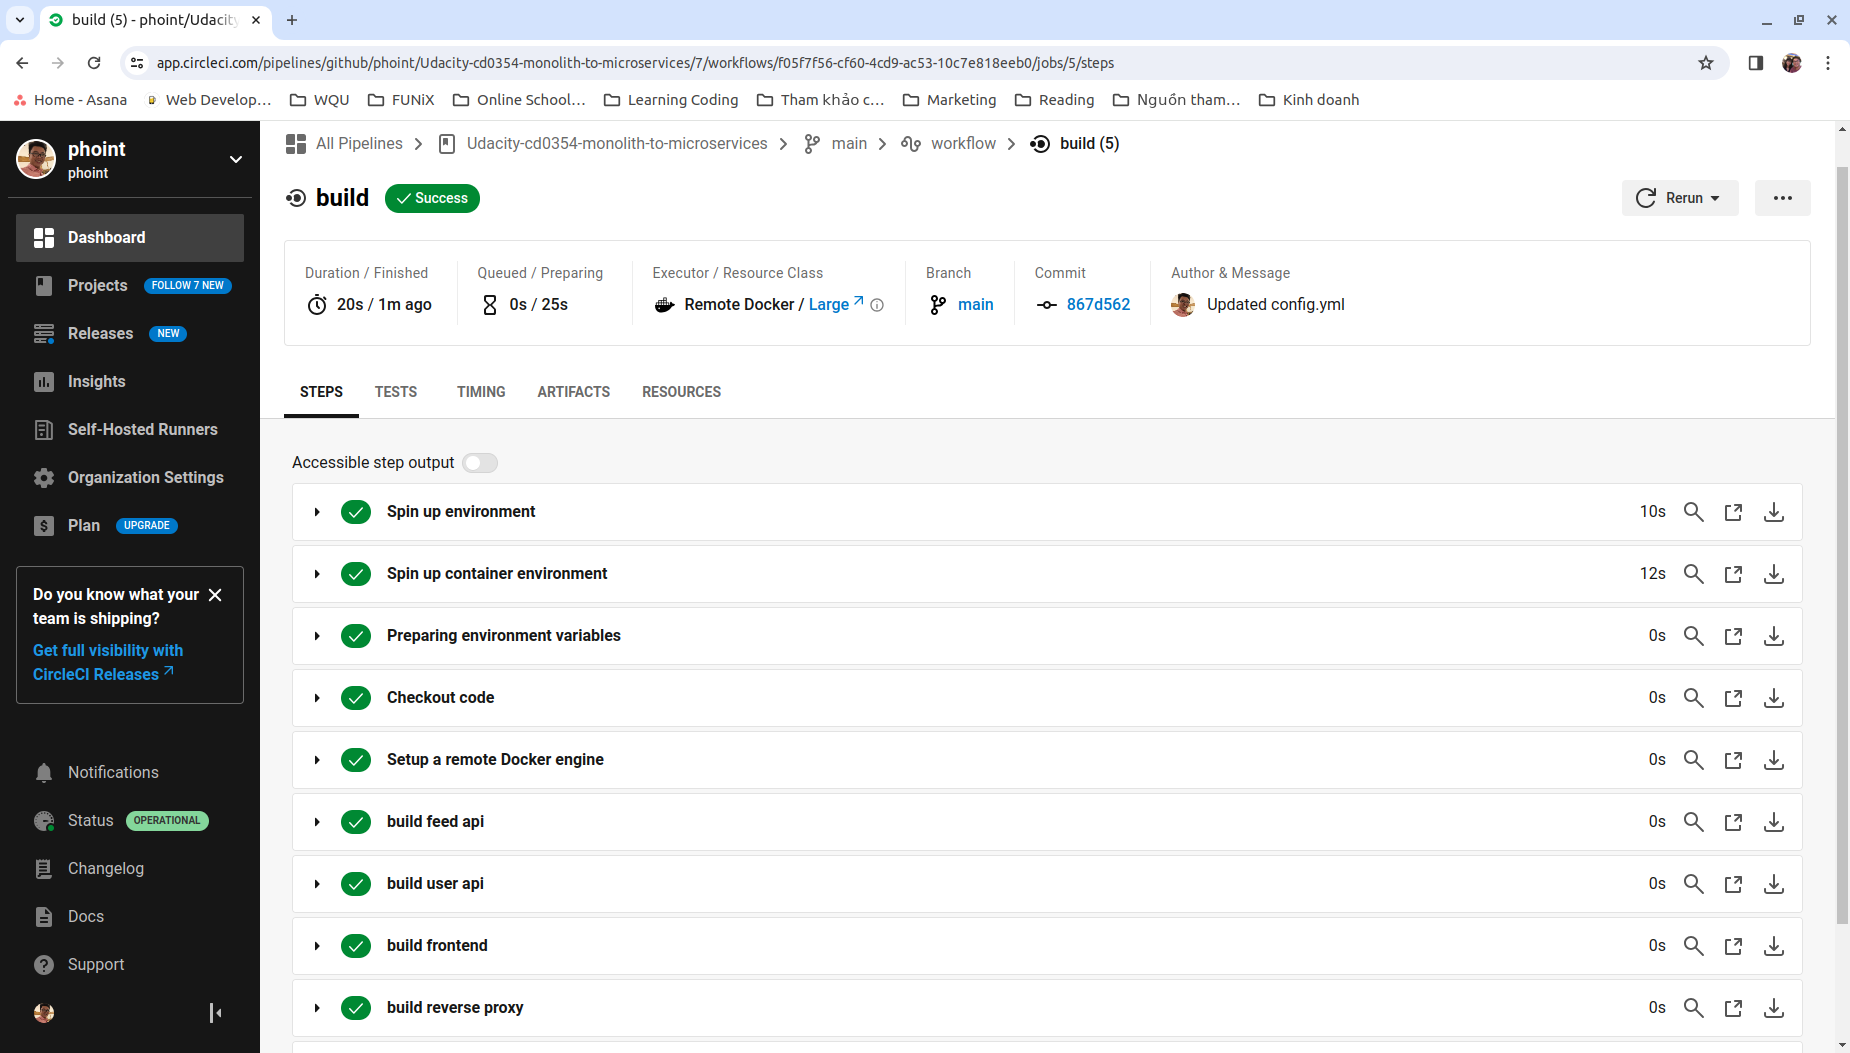 build (5) - phoint/Udacity
app.circleci.com/pipelines/github/phoint/Udacity-cd0354-monolith-to-microservices/7/workflows/f05f7f56-cf60-4cd9-ac53-10c7e818eeb0/jobs/5/steps
Home - Asana Web Develop… WQU FUNiX Online School… Learning Coding Tham khảo c… Marketing Reading Nguồn tham… Kinh doanh
phoint
phoint
Dashboard
Projects FOLLOW 7 NEW
Releases NEW
Insights
Self-Hosted Runners
Organization Settings
Plan UPGRADE
Do you know what your
team is shipping?
Get full visibility with
CircleCI Releases
Notifications
Status OPERATIONAL
Changelog
Docs
Support
All Pipelines Udacity-cd0354-monolith-to-microservices main workflow build (5)
build Success
Rerun
Duration / Finished Queued / Preparing Executor / Resource Class Branch Commit Author & Message
20s / 1m ago 0s / 25s Remote Docker / Large main 867d562 Updated config.yml
STEPS TESTS TIMING ARTIFACTS RESOURCES
Accessible step output
Spin up environment 10s
Spin up container environment 12s
Preparing environment variables 0s
Checkout code 0s
Setup a remote Docker engine 0s
build feed api 0s
build user api 0s
build frontend 0s
build reverse proxy 0s